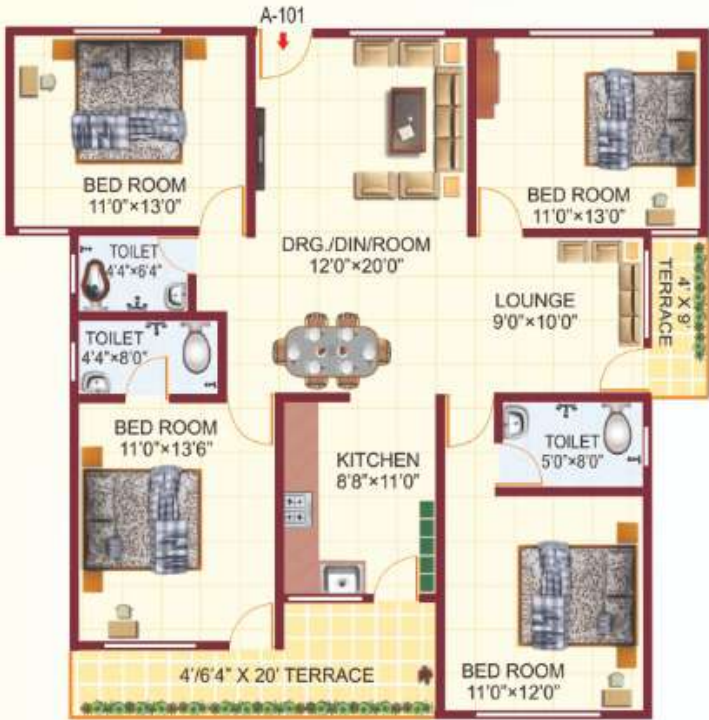 A-101
BED ROOM
11'0"×13'0"
DRG./DIN/ROOM
12'0"×20'0"
BED ROOM
11'0"×13'0"
TOILET
4'4"×6'4"
LOUNGE
9'0"×10'0"
4' X 9'
TERRACE
TOILET
4'4"×8'0"
BED ROOM
11'0"×13'6"
KITCHEN
8'8"×11'0"
TOILET
5'0"×8'0"
4'/6'4" X 20' TERRACE
BED ROOM
11'0"×12'0"